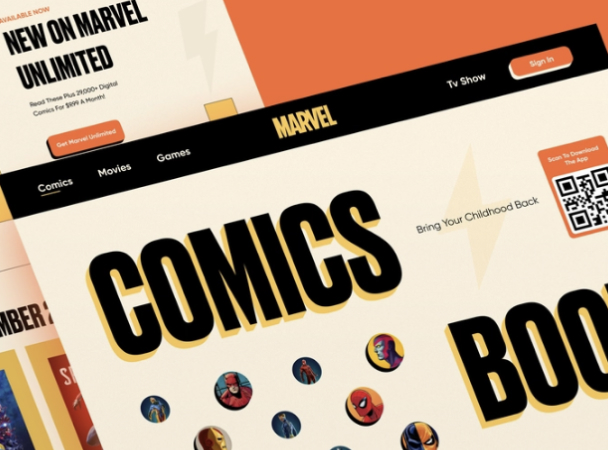 AVAILABLE NOW
NEW ON MARVEL
UNLIMITED
Read These Plus 29,000+ Digital
Comics For $9.99 A Month!
Get Marvel Unlimited
Comics
Movies
Games
MARVEL
Tv Show
Sign In
COMICS
Bring Your Childhood Back
Scan To Download
The App
BOO
MBER